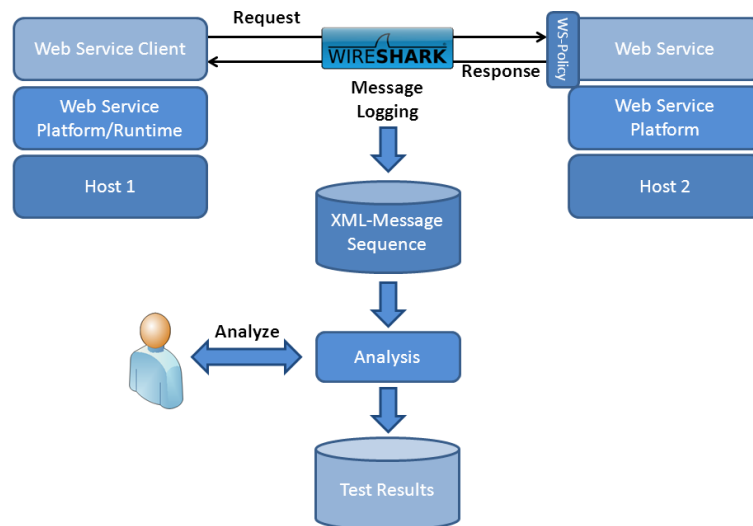 Request
Web Service Client
WIRESHARK
WS-Policy
Web Service
Response
Message
Logging
Web Service
Platform/Runtime
Web Service
Platform
Host 1
Host 2
XML-Message
Sequence
Analyze
Analysis
Test Results